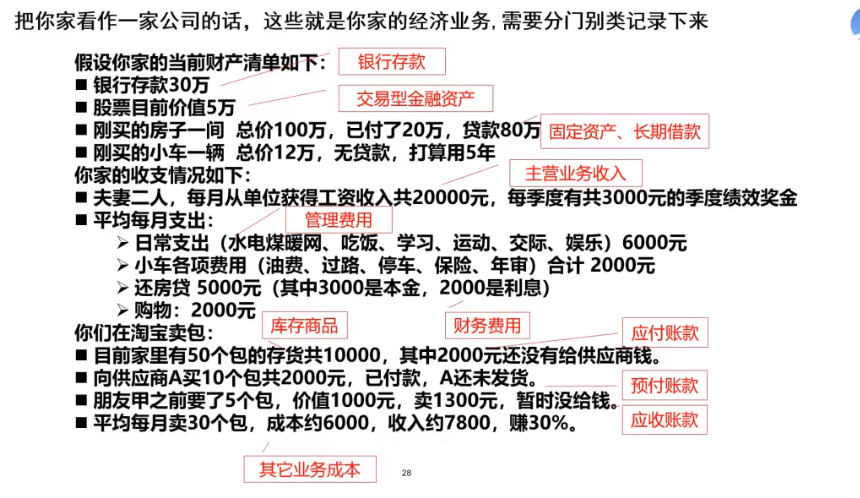 把你家看作一家公司的话，这些就是你家的经济业务,需要分门别类记录下来
假设你家的当前财产清单如下：
银行存款
■ 银行存款30万
■ 股票目前价值5万
交易型金融资产
■ 刚买的房子一间 总价100万，已付了20万，贷款80万
固定资产、长期借款
■ 刚买的小车一辆 总价12万，无贷款，打算用5年
你家的收支情况如下：
主营业务收入
■ 夫妻二人，每月从单位获得工资收入共20000元，每季度有共3000元的季度绩效奖金
■ 平均每月支出：
管理费用
➢ 日常支出（水电煤暖网、吃饭、学习、运动、交际、娱乐）6000元
➢ 小车各项费用（油费、过路、停车、保险、年审）合计 2000元
➢ 还房贷 5000元（其中3000是本金，2000是利息）
➢ 购物：2000元
库存商品
财务费用
你们在淘宝卖包：
应付账款
■ 目前家里有50个包的存货共10000，其中2000元还没有给供应商钱。
■ 向供应商A买10个包共2000元，已付款，A还未发货。
预付账款
■ 朋友甲之前要了5个包，价值1000元，卖1300元，暂时没给钱。
应收账款
■ 平均每月卖30个包，成本约6000，收入约7800，赚30%。
其它业务成本
28